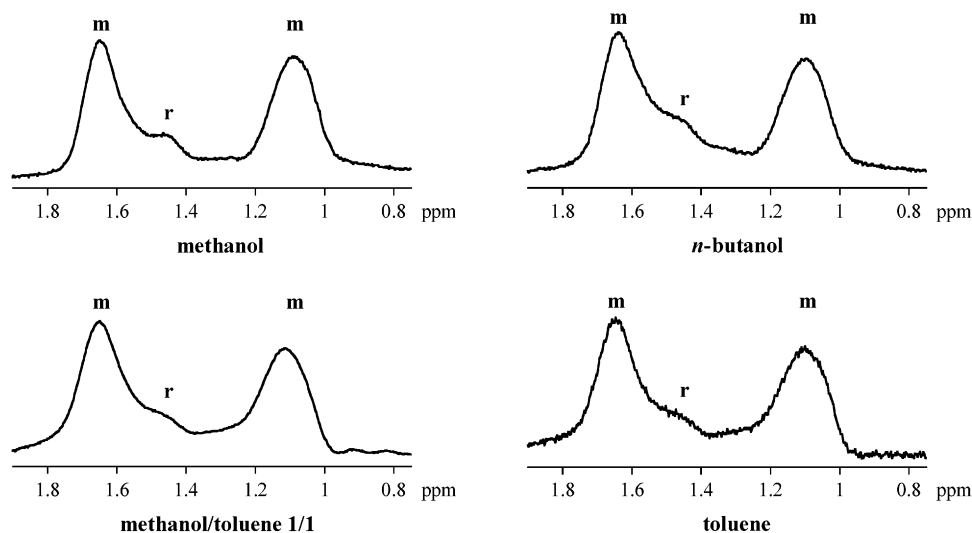 m m
r
1.8 1.6 1.4 1.2 1 0.8 ppm
methanol
m m
r
1.8 1.6 1.4 1.2 1 0.8 ppm
n-butanol
m m
r
1.8 1.6 1.4 1.2 1 0.8 ppm
methanol/toluene 1/1
m m
r
1.8 1.6 1.4 1.2 1 0.8 ppm
toluene